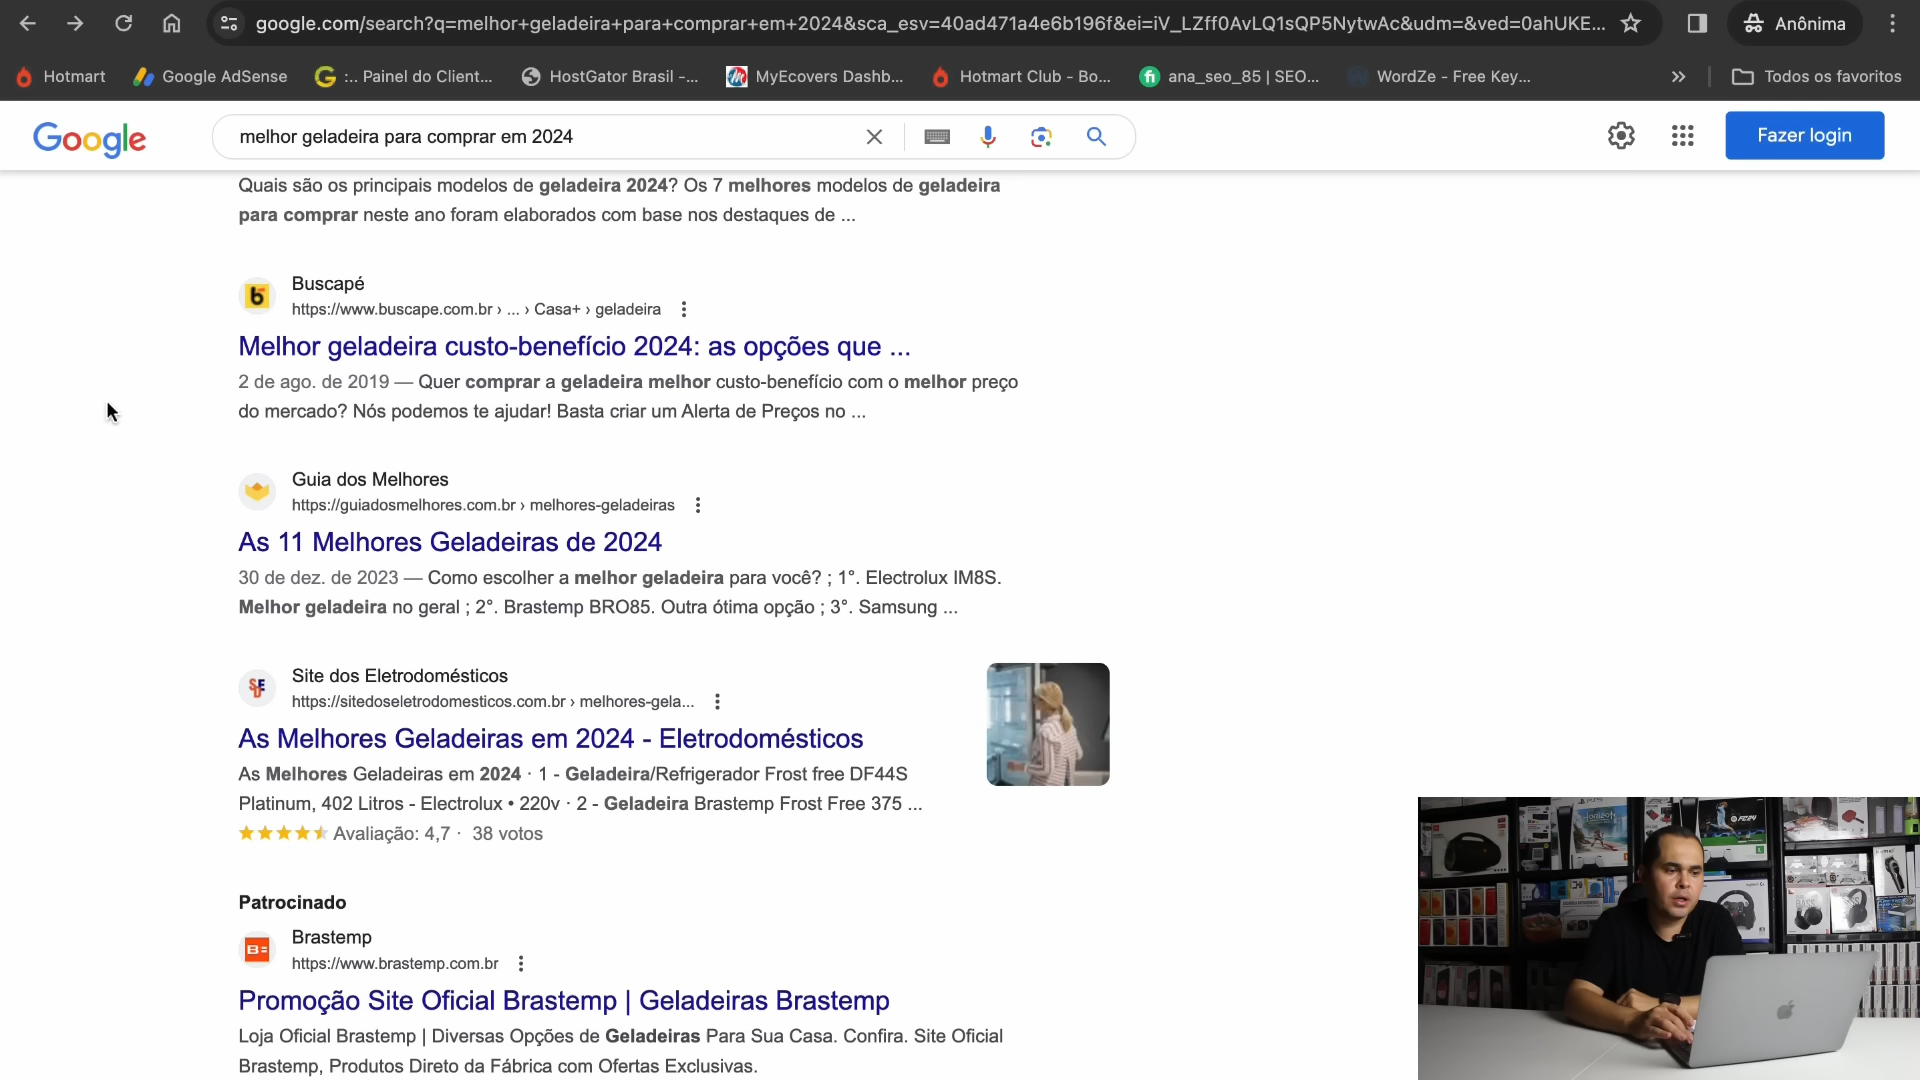 google.com/search?q=melhor+geladeira+para+comprar+em+2024&sca_esv=40ad471a4e6b196f&ei=iV_LZff0AvLQ1sQP5NytwAc&udm=&ved=0ahUKE...
Anônima
Hotmart
Google AdSense
:.. Painel do Client...
HostGator Brasil -...
MyEcovers Dashb...
Hotmart Club - Bo...
ana_seo_85 | SEO...
WordZe - Free Key...
Todos os favoritos
Google
melhor geladeira para comprar em 2024
Fazer login
Quais são os principais modelos de geladeira 2024? Os 7 melhores modelos de geladeira
para comprar neste ano foram elaborados com base nos destaques de ...
Buscapé
https://www.buscape.com.br › ... › Casa+ › geladeira
Melhor geladeira custo-benefício 2024: as opções que ...
2 de ago. de 2019 — Quer comprar a geladeira melhor custo-benefício com o melhor preço
do mercado? Nós podemos te ajudar! Basta criar um Alerta de Preços no ...
Guia dos Melhores
https://guiadosmelhores.com.br › melhores-geladeiras
As 11 Melhores Geladeiras de 2024
30 de dez. de 2023 — Como escolher a melhor geladeira para você? ; 1°. Electrolux IM8S.
Melhor geladeira no geral ; 2°. Brastemp BRO85. Outra ótima opção ; 3°. Samsung ...
Site dos Eletrodomésticos
https://sitedoseletrodomesticos.com.br › melhores-gela...
As Melhores Geladeiras em 2024 - Eletrodomésticos
As Melhores Geladeiras em 2024 · 1 - Geladeira/Refrigerador Frost free DF44S
Platinum, 402 Litros - Electrolux • 220v · 2 - Geladeira Brastemp Frost Free 375 ...
Avaliação: 4,7 · 38 votos
Patrocinado
Brastemp
https://www.brastemp.com.br
Promoção Site Oficial Brastemp | Geladeiras Brastemp
Loja Oficial Brastemp | Diversas Opções de Geladeiras Para Sua Casa. Confira. Site Oficial
Brastemp, Produtos Direto da Fábrica com Ofertas Exclusivas.